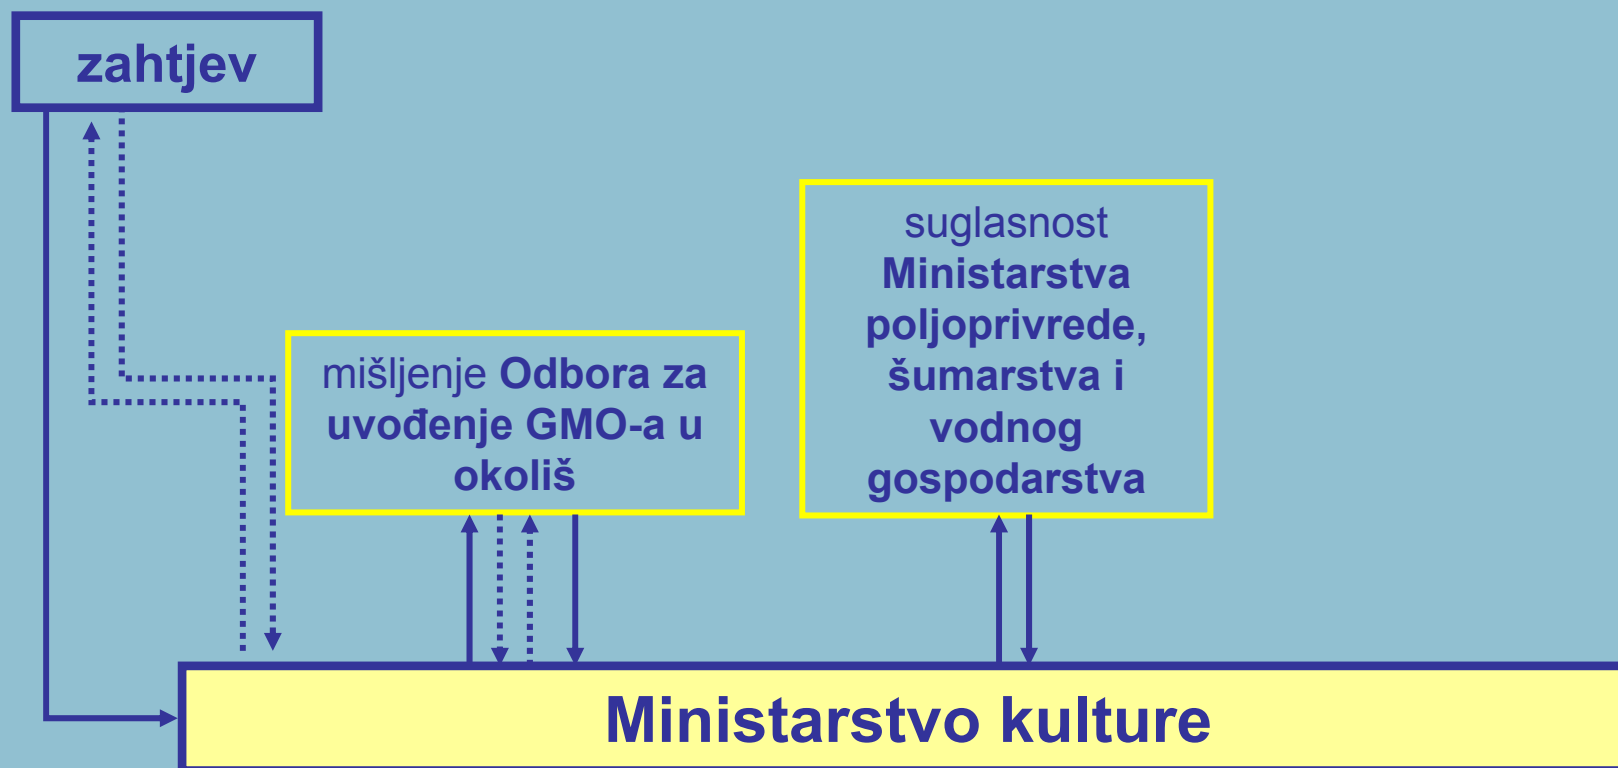 zahtjev
suglasnost
Ministarstva
poljoprivrede,
šumarstva i
vodnog
gospodarstva
mišljenje Odbora za
uvođenje GMO-a u
okoliš
Ministarstvo kulture